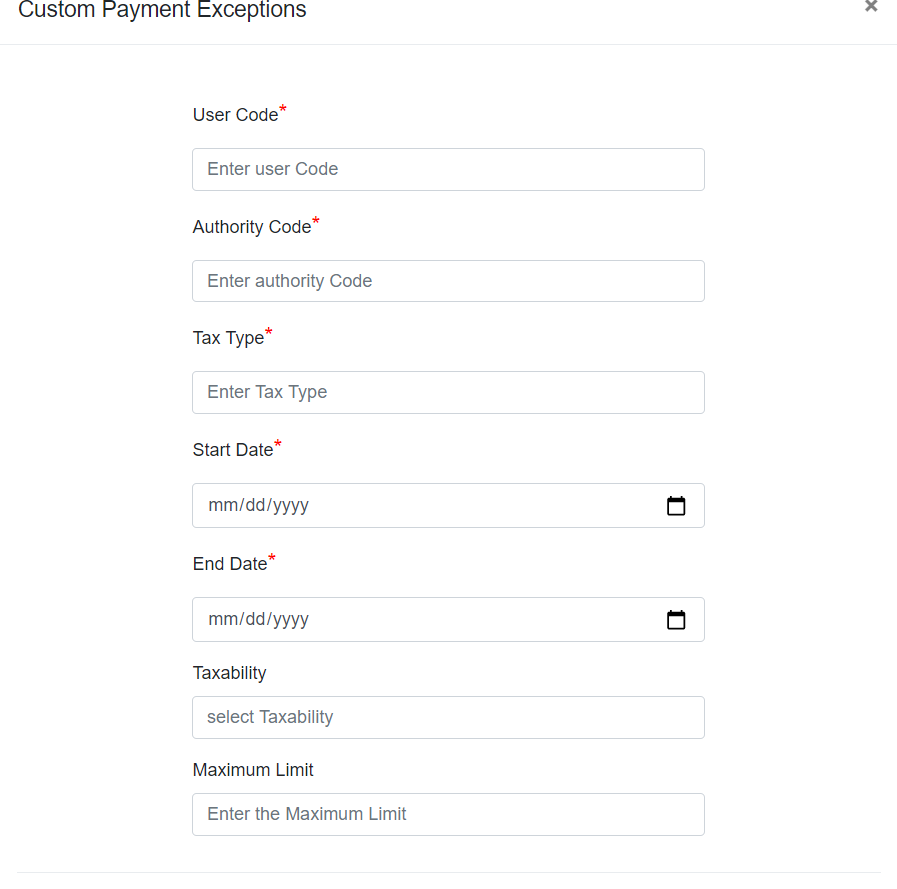 Custom Payment Exceptions
×
User Code*
Enter user Code
Authority Code*
Enter authority Code
Tax Type*
Enter Tax Type
Start Date*
mm/dd/yyyy
End Date*
mm/dd/yyyy
Taxability
select Taxability
Maximum Limit
Enter the Maximum Limit